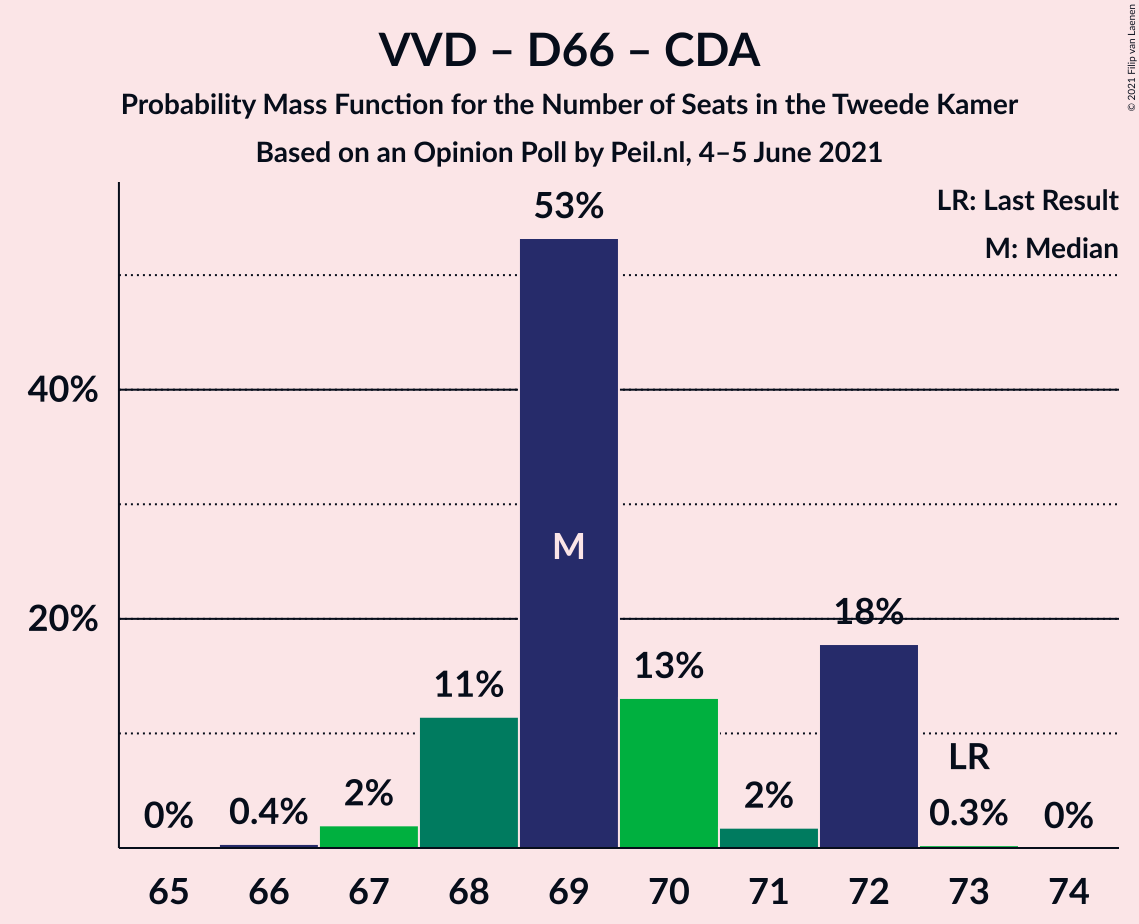 VVD – D66 – CDA
Probability Mass Function for the Number of Seats in the Tweede Kamer
Based on an Opinion Poll by Peil.nl, 4–5 June 2021
© 2021 Filip van Laenen
LR: Last Result
M: Median
40%
20%
0%
0.4%
2%
11%
53%
M
13%
2%
18%
LR
0.3%
0%
65 66 67 68 69 70 71 72 73 74